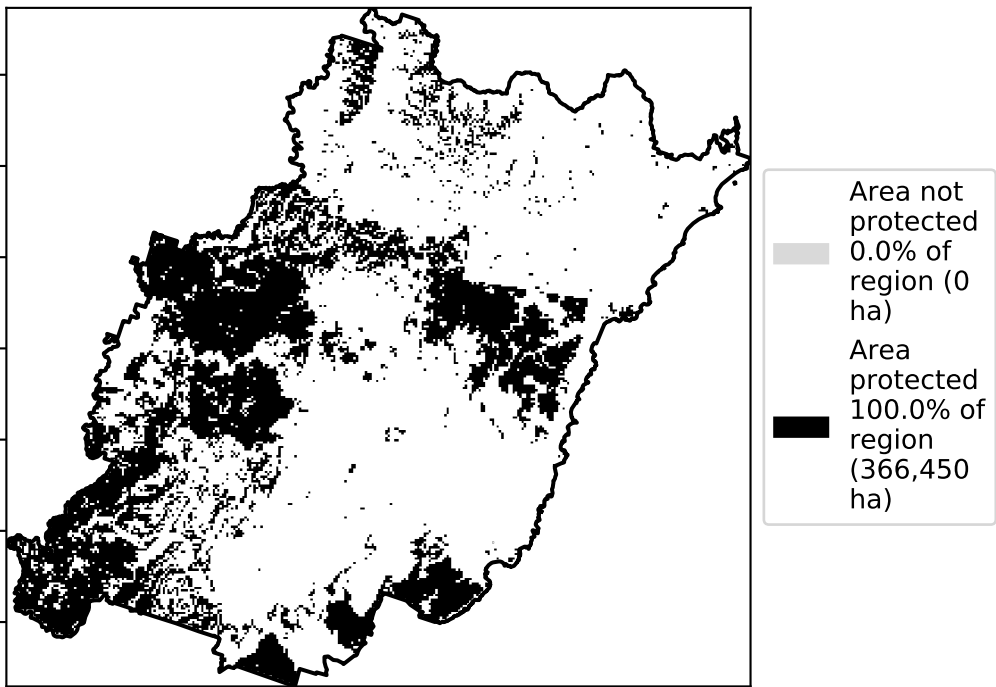 Area not
protected
0.0% of
region (0
ha)
Area
protected
100.0% of
region
(366,450
ha)